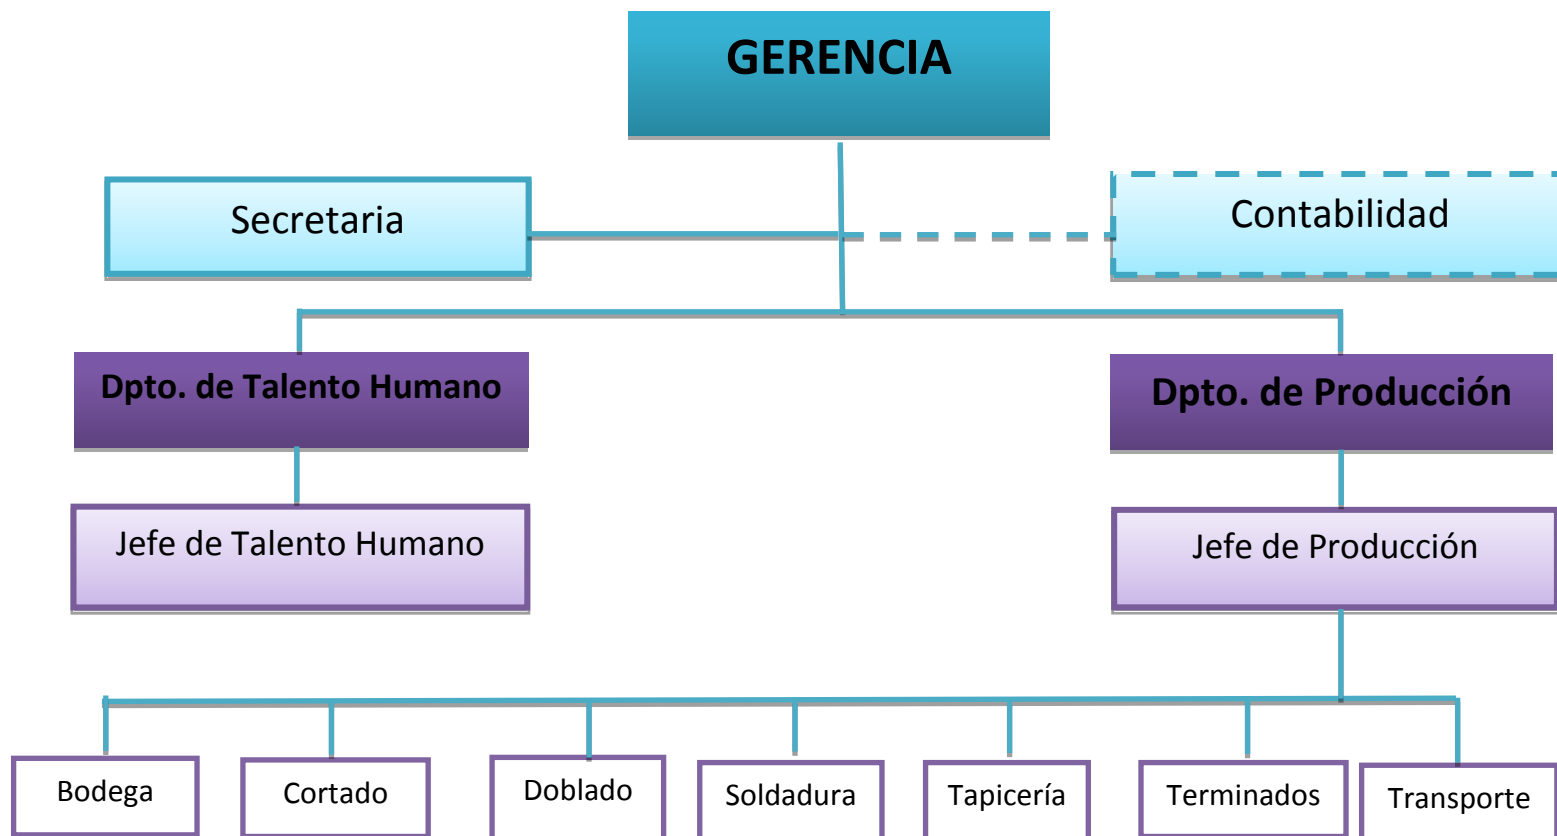 GERENCIA
Secretaria
Contabilidad
Dpto. de Talento Humano
Dpto. de Producción
Jefe de Talento Humano
Jefe de Producción
Bodega
Cortado
Doblado
Soldadura
Tapicería
Terminados
Transporte